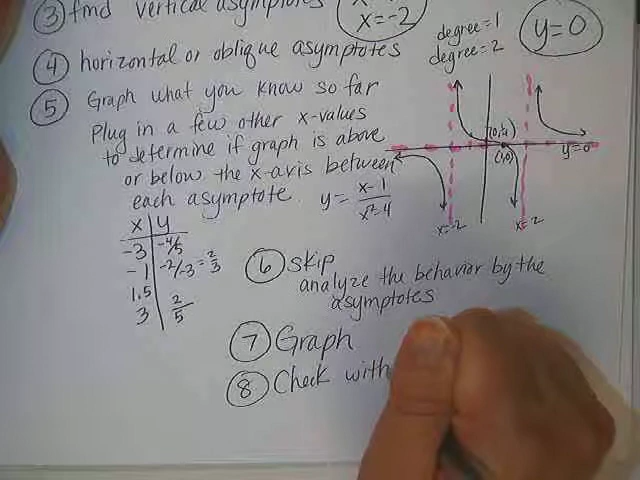 ③ find vertical asymptotes
x=-2
degree=1
degree=2
y=0
④ horizontal or oblique asymptotes
⑤ Graph what you know so far
Plug in a few other x-values
to determine if graph is above
or below the x-axis between
each asymptote. y = x-1/x²-4
x y
-3 -4/5
-1 -2/-3 = 2/3
1.5
3 2/5
(0,¼)
(1,0)
y=0
x=-2
x=2
⑥ skip
analyze the behavior by the
asymptotes
⑦ Graph
⑧ Check with